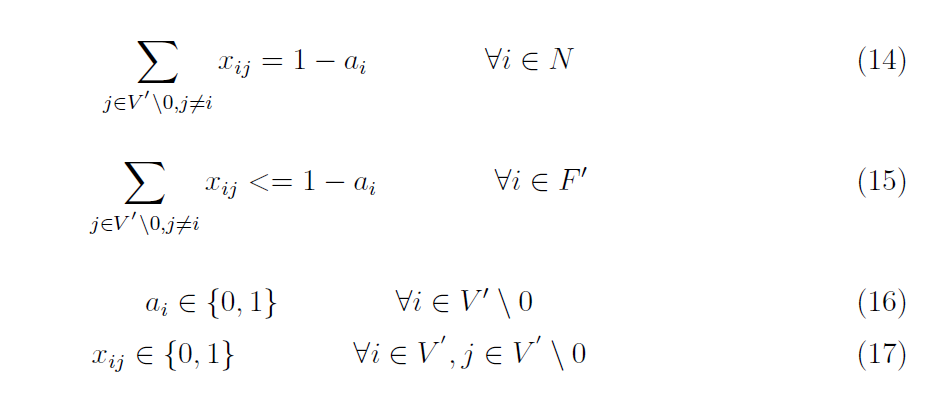 ∑_{j∈V′\0,j≠i} x_{ij} = 1 − a_i ∀i ∈ N (14)
∑_{j∈V′\0,j≠i} x_{ij} <= 1 − a_i ∀i ∈ F′ (15)
a_i ∈ {0, 1} ∀i ∈ V′ \ 0 (16)
x_{ij} ∈ {0, 1} ∀i ∈ V′, j ∈ V′ \ 0 (17)